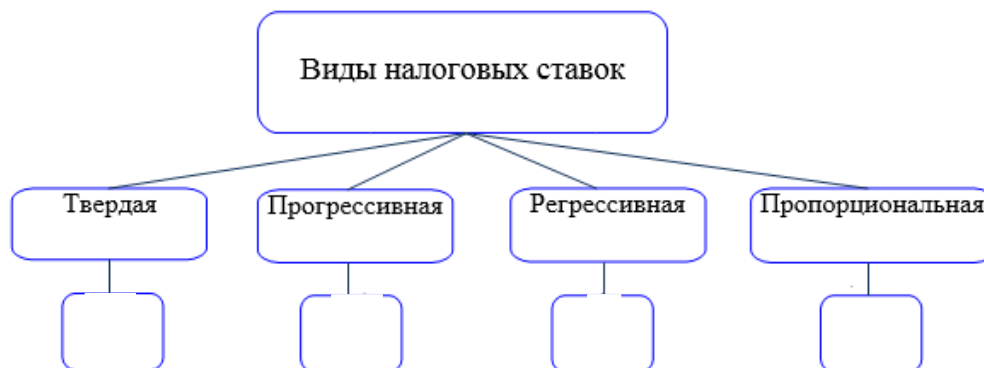 Виды налоговых ставок
Твердая
Прогрессивная
Регрессивная
Пропорциональная